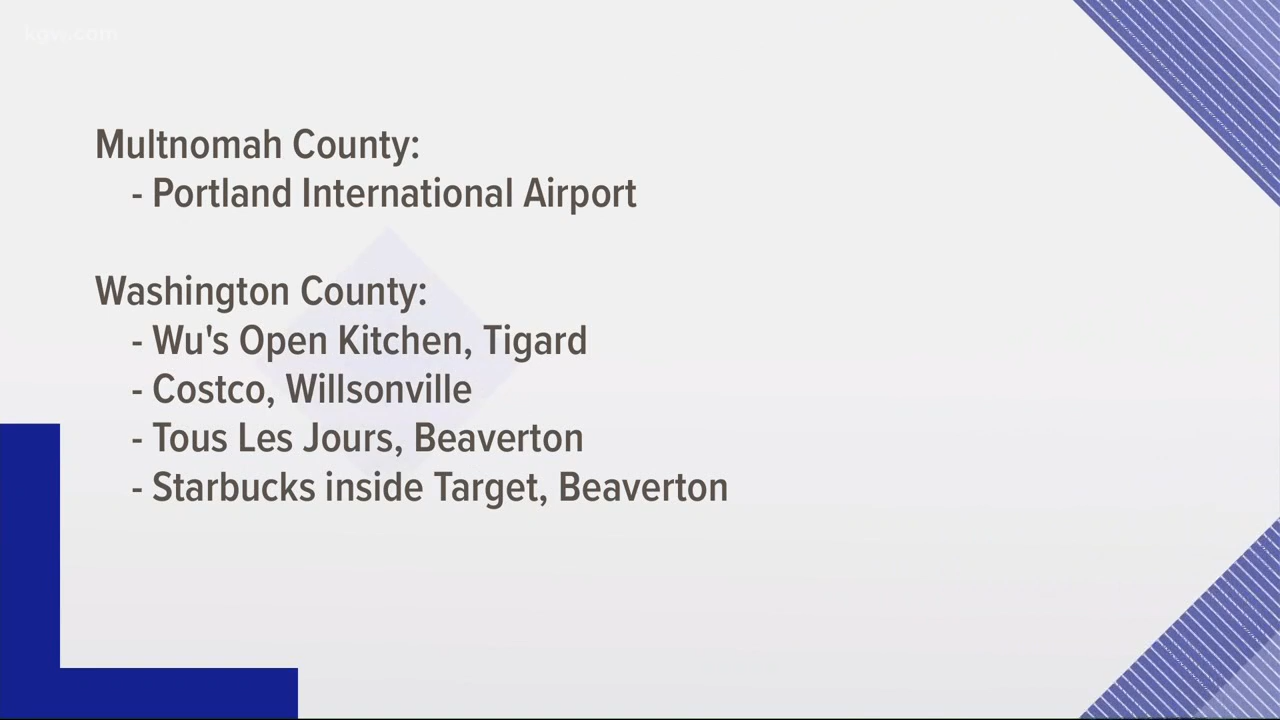 kgw.com
Multnomah County:
- Portland International Airport
Washington County:
- Wu's Open Kitchen, Tigard
- Costco, Willsonville
- Tous Les Jours, Beaverton
- Starbucks inside Target, Beaverton